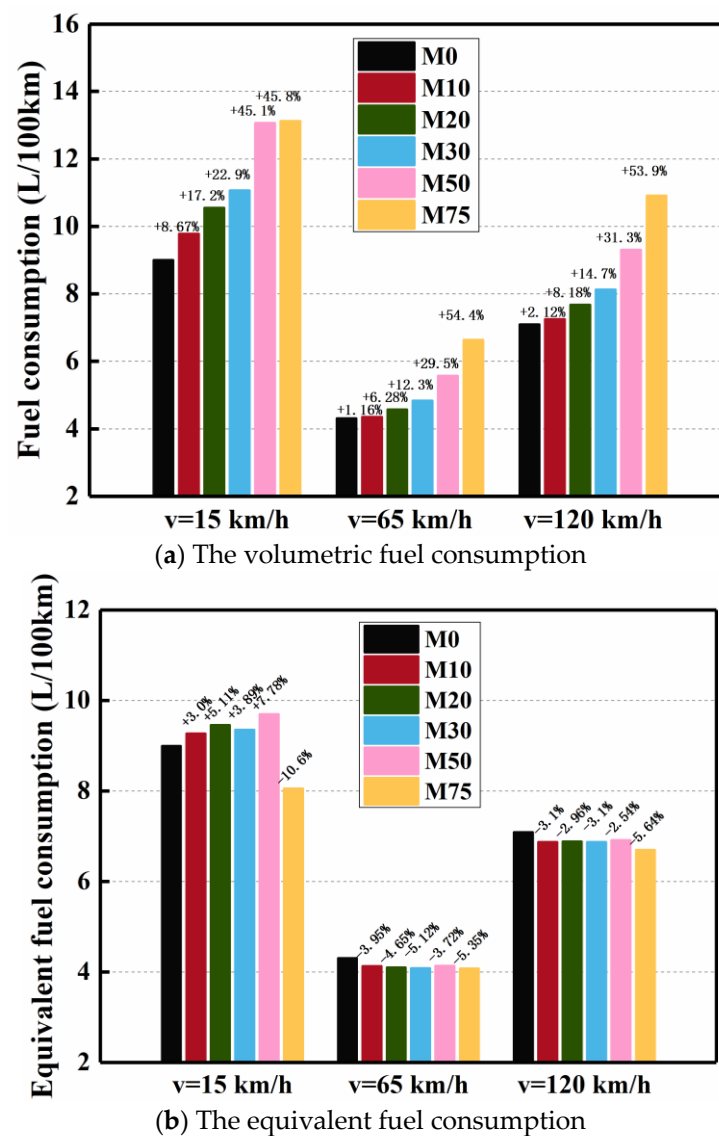 16
14
12
10
8
6
4
2
Fuel consumption (L/100km)
M0
M10
M20
M30
M50
M75
+8.67%
+17.2%
+22.9%
+45.1%
+45.8%
+1.16%
+6.28%
+12.3%
+29.5%
+54.4%
+2.12%
+8.18%
+14.7%
+31.3%
+53.9%
v=15 km/h v=65 km/h v=120 km/h
(a) The volumetric fuel consumption
12
10
8
6
4
2
Equivalent fuel consumption (L/100km)
M0
M10
M20
M30
M50
M75
+3.0%
+5.11%
+3.89%
+7.78%
-10.6%
-3.95%
-4.65%
-5.12%
-3.72%
-5.35%
-3.1%
-2.96%
-3.1%
-2.54%
-5.64%
v=15 km/h v=65 km/h v=120 km/h
(b) The equivalent fuel consumption